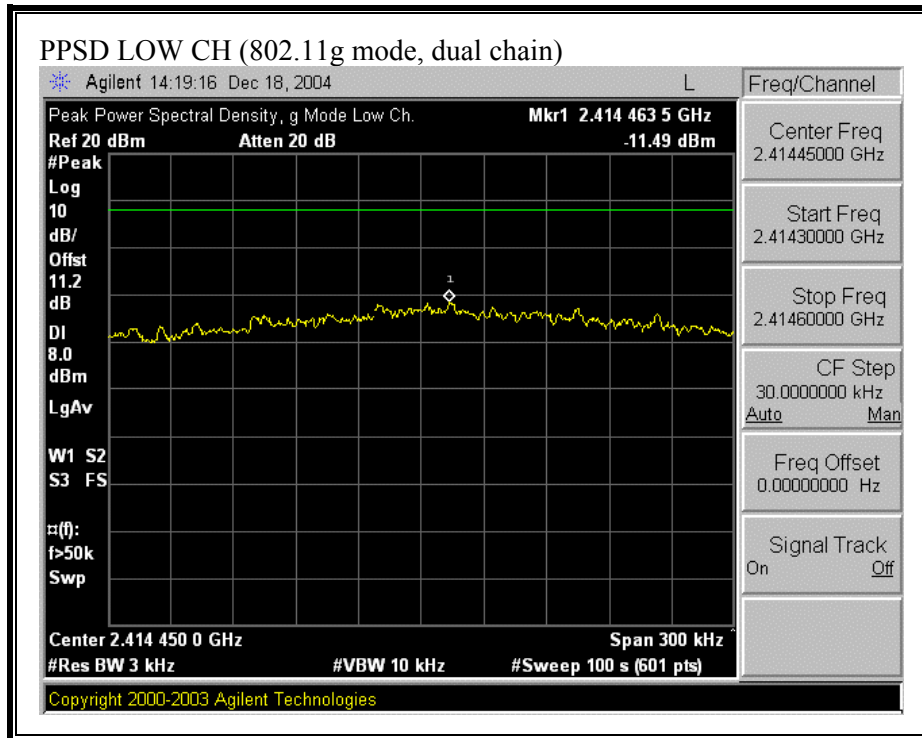 PPSD LOW CH (802.11g mode, dual chain)
Agilent 14:19:16 Dec 18, 2004 L
Freq/Channel
Peak Power Spectral Density, g Mode Low Ch. Mkr1 2.414 463 5 GHz
Ref 20 dBm Atten 20 dB -11.49 dBm
#Peak
Log
10
dB/
Offst
11.2
dB
DI
8.0
dBm
LgAv
W1 S2
S3 FS
¤(f):
f>50k
Swp
1
Center 2.414 450 0 GHz Span 300 kHz
#Res BW 3 kHz #VBW 10 kHz #Sweep 100 s (601 pts)
Copyright 2000-2003 Agilent Technologies
Center Freq
2.41445000 GHz
Start Freq
2.41430000 GHz
Stop Freq
2.41460000 GHz
CF Step
30.0000000 kHz
Auto Man
Freq Offset
0.00000000 Hz
Signal Track
On Off